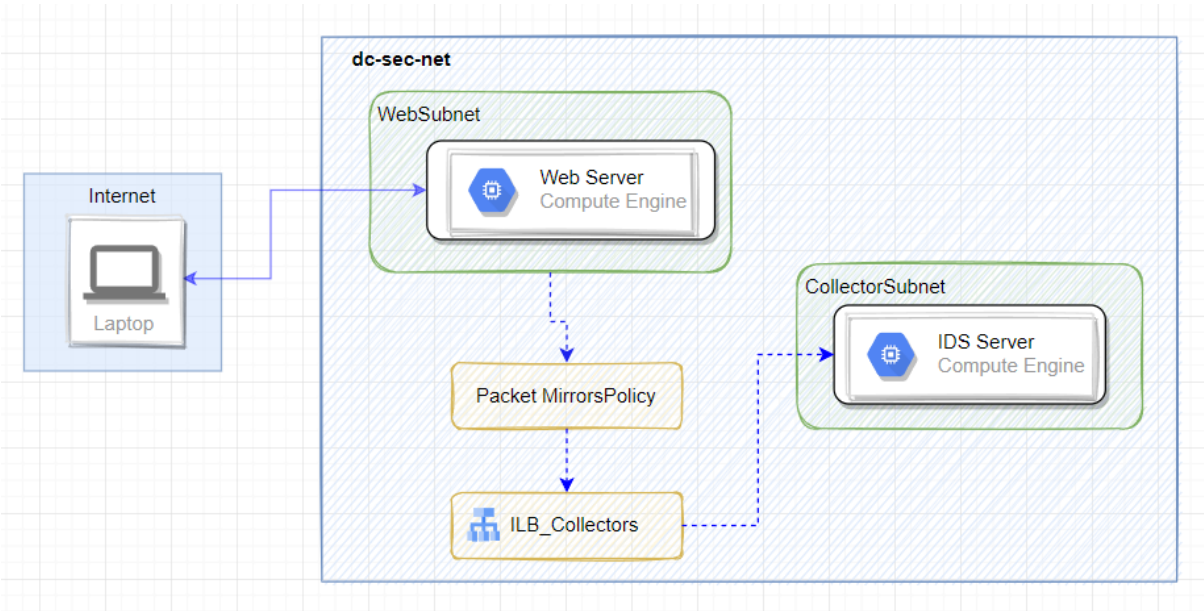 dc-sec-net
WebSubnet
Web Server
Compute Engine
Internet
Laptop
CollectorSubnet
IDS Server
Compute Engine
Packet MirrorsPolicy
ILB_Collectors